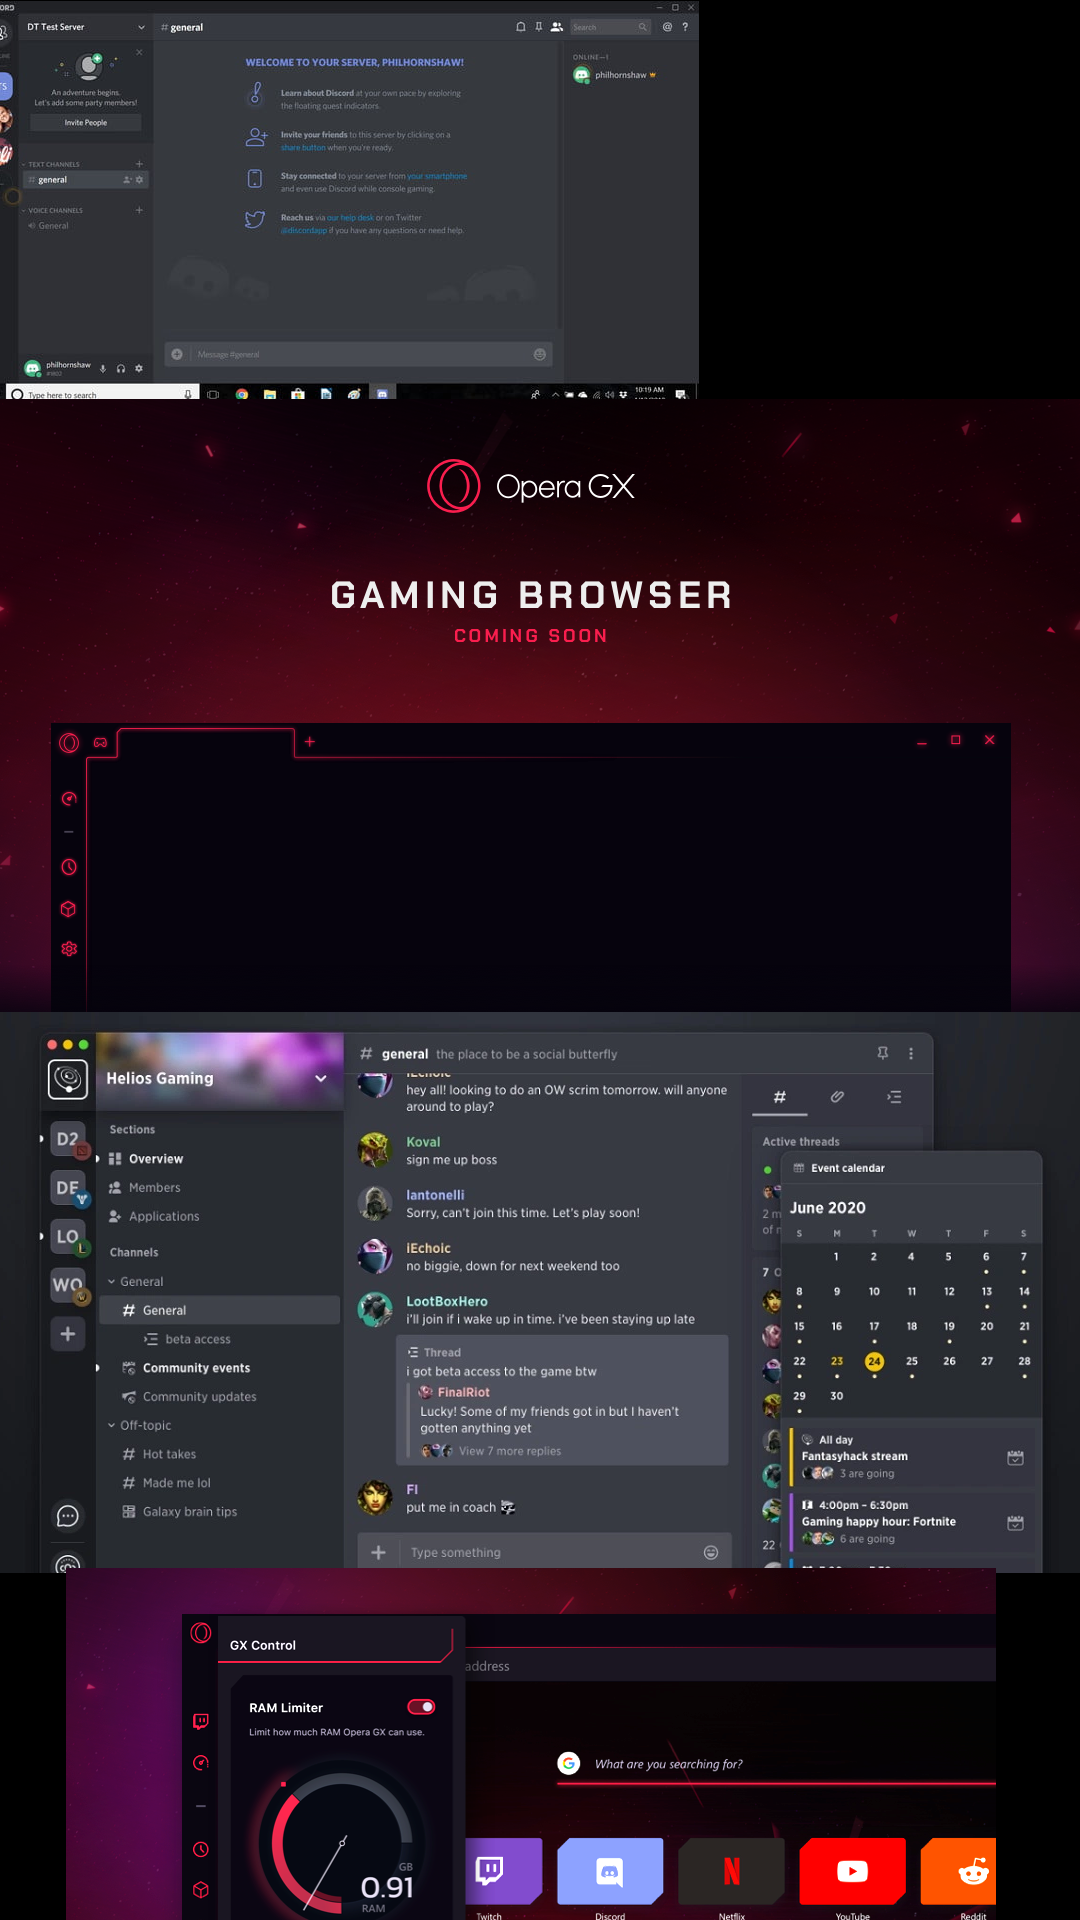 DT Test Server
# general
Search
@ ?
An adventure begins.
Let's add some party members!
Invite People
TEXT CHANNELS
# general
VOICE CHANNELS
General
philhornshaw
WELCOME TO YOUR SERVER, PHILHORNSHAW!
Learn about Discord at your own pace by exploring
the floating quest indicators.
Invite your friends to this server by clicking on a
share button when you're ready.
Stay connected to your server from your smartphone
and even use Discord while console gaming.
Reach us via our help desk or on Twitter
@discordapp if you have any questions or need help.
Message #general
ONLINE—1
philhornshaw
Type here to search
10:19 AM
Opera GX
GAMING BROWSER
COMING SOON
Helios Gaming
D2
DE
LO
WO
Sections
Overview
Members
Applications
Channels
General
# General
beta access
Community events
Community updates
Off-topic
# Hot takes
# Made me lol
Galaxy brain tips
# general the place to be a social butterfly
iEchoic
hey all! looking to do an OW scrim tomorrow. will anyone
around to play?
Koval
sign me up boss
lantonelli
Sorry, can't join this time. Let's play soon!
iEchoic
no biggie, down for next weekend too
LootBoxHero
i'll join if i wake up in time. i've been staying up late
Thread
i got beta access to the game btw
FinalRiot
Lucky! Some of my friends got in but I haven't
gotten anything yet
View 7 more replies
FI
put me in coach
Type something
#
Active threads
2 m
of n
7 O
22
Event calendar
June 2020
S M T W T F S
1 2 4 5 6 7
8 9 10 11 12 13 14
15 16 17 18 19 20 21
22 23 24 25 26 27 28
29 30
All day
Fantasyhack stream
3 are going
4:00pm – 6:30pm
Gaming happy hour: Fortnite
6 are going
GX Control
RAM Limiter
Limit how much RAM Opera GX can use.
GB
0.91
RAM
address
What are you searching for?
Twitch
Discord
Netflix
YouTube
Reddit